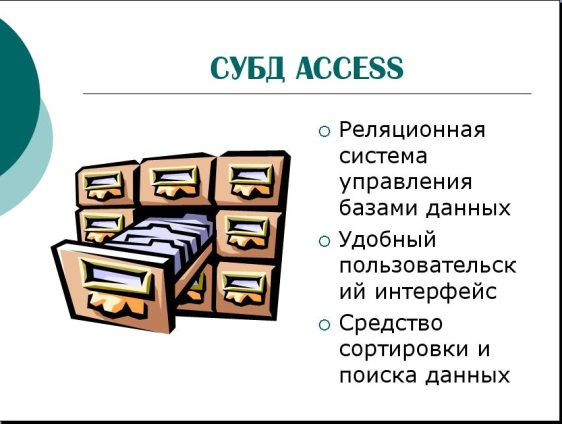 СУБД ACCESS
Реляционная
система
управления
базами данных
Удобный
пользовательск
ий интерфейс
Средство
сортировки и
поиска данных